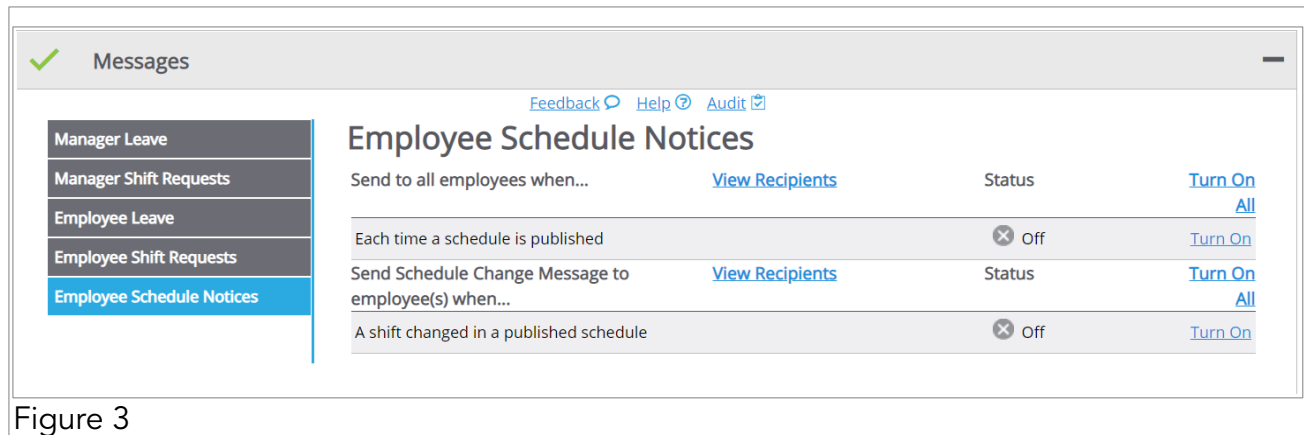 Messages
Feedback Help Audit
Manager Leave
Manager Shift Requests
Employee Leave
Employee Shift Requests
Employee Schedule Notices
Employee Schedule Notices
Send to all employees when... View Recipients Status Turn On
All
Each time a schedule is published Off Turn On
Send Schedule Change Message to View Recipients Status Turn On
employee(s) when... All
A shift changed in a published schedule Off Turn On
Figure 3